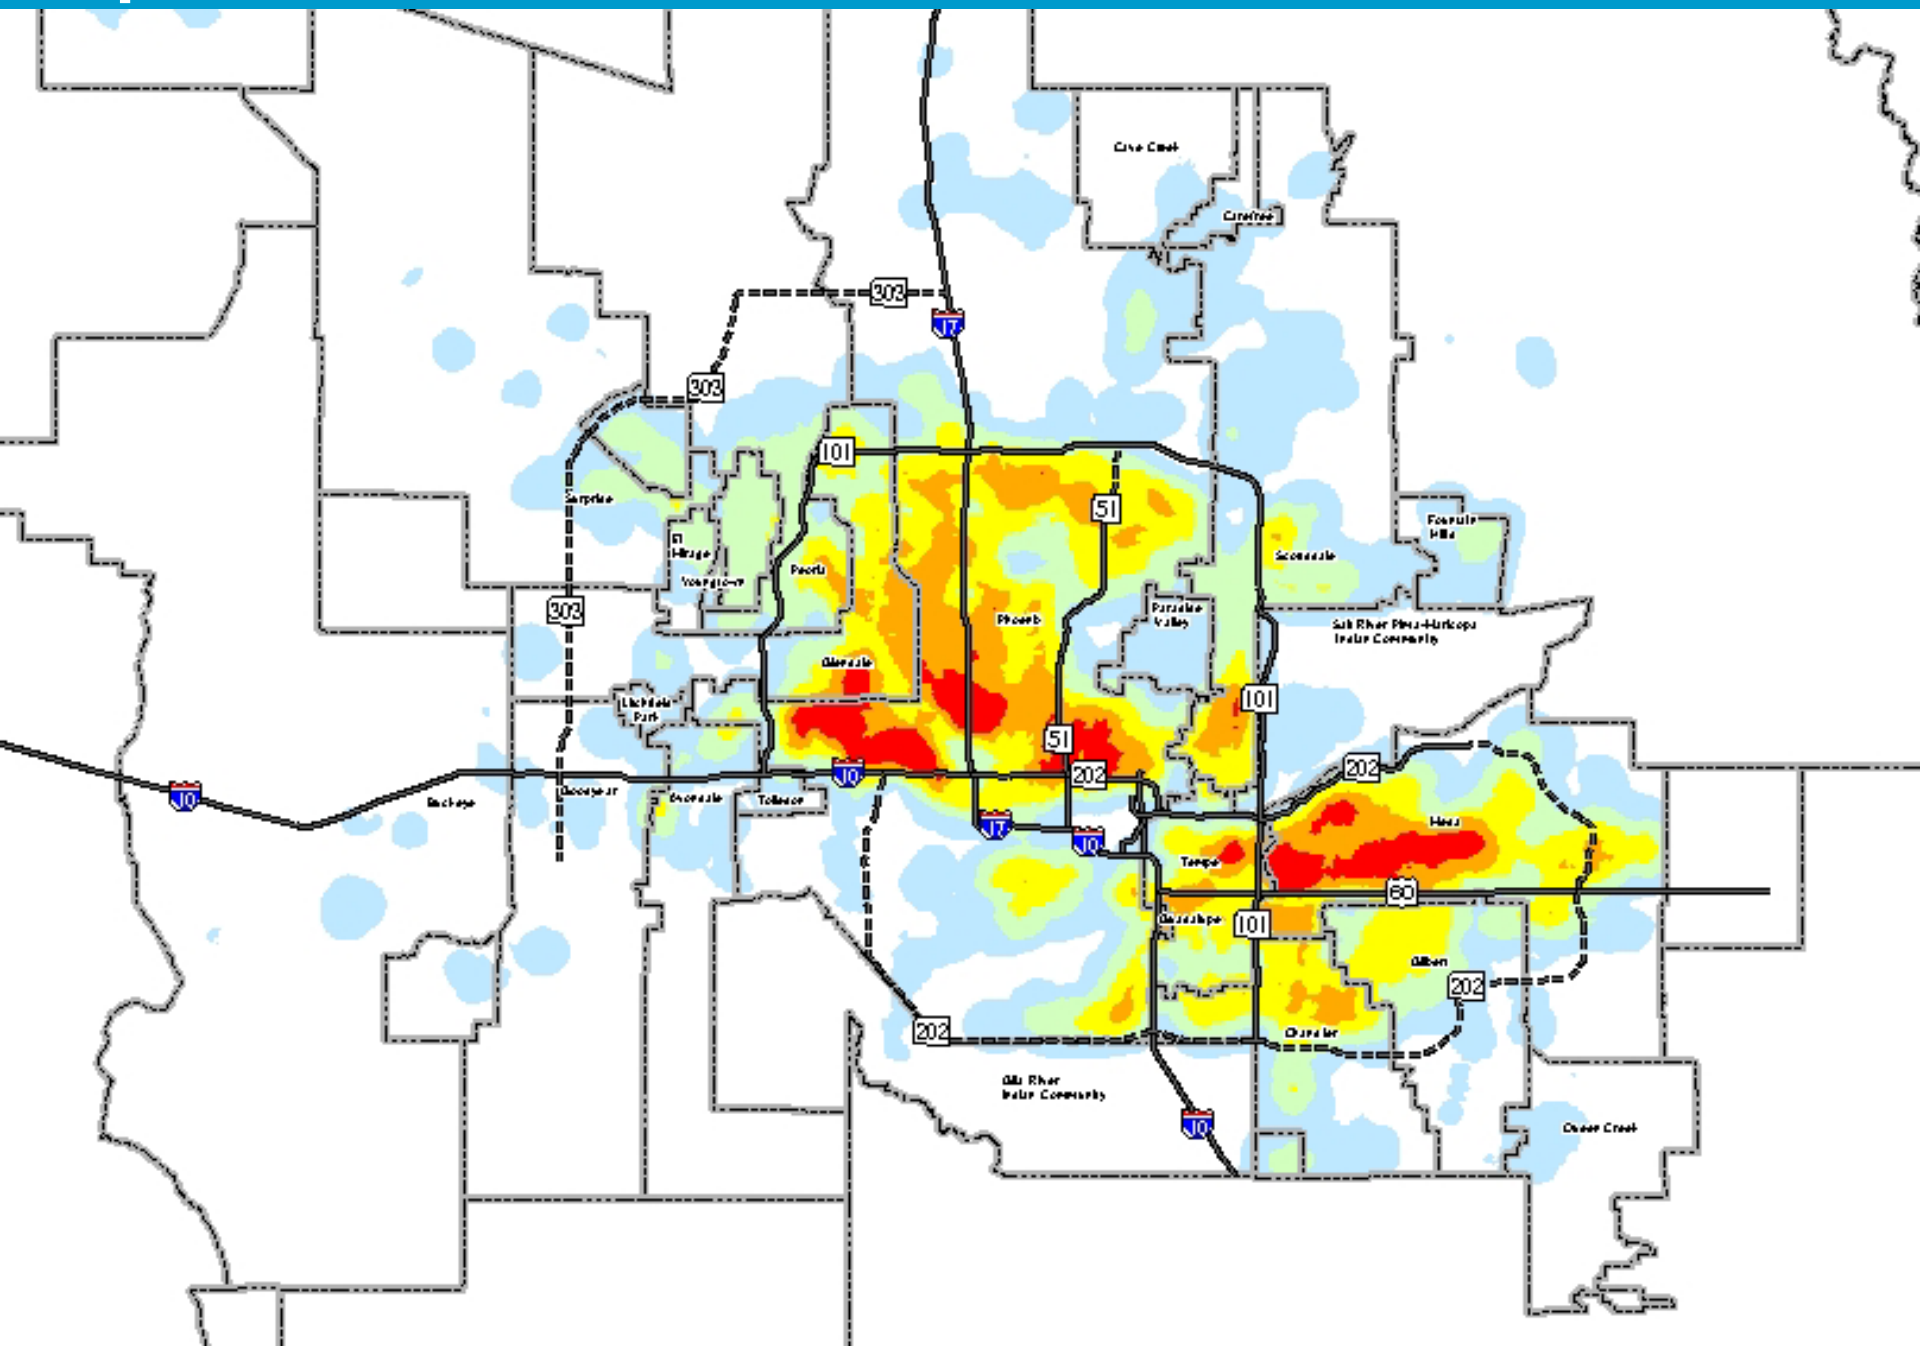 Cave Creek
Carefree
303
17
303
101
51
Surprise
Fountain
Hills
El
Mirage
Scottsdale
Peoria
Youngtown
303
Paradise
Valley
Phoenix
Salt River Pima-Maricopa
Indian Community
Glendale
101
Litchfield
Park
51
202
10
202
10
Goodyear
Avondale
Tolleson
Buckeye
17
10
Mesa
Tempe
60
Guadalupe
101
Gilbert
202
202
Chandler
Gila River
Indian Community
10
Queen Creek